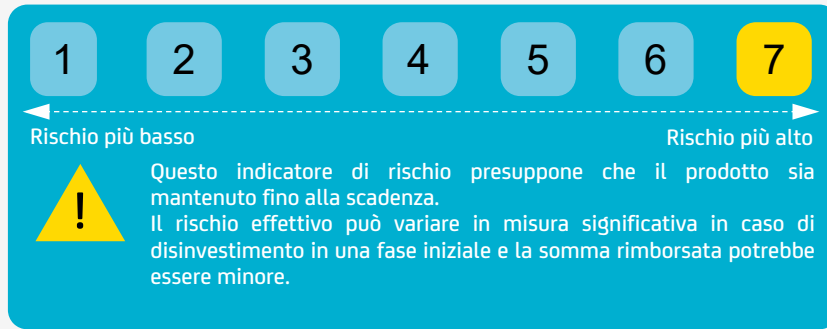 1 2 3 4 5 6 7
Rischio più basso Rischio più alto
!
Questo indicatore di rischio presuppone che il prodotto sia
mantenuto fino alla scadenza.
Il rischio effettivo può variare in misura significativa in caso di
disinvestimento in una fase iniziale e la somma rimborsata potrebbe
essere minore.